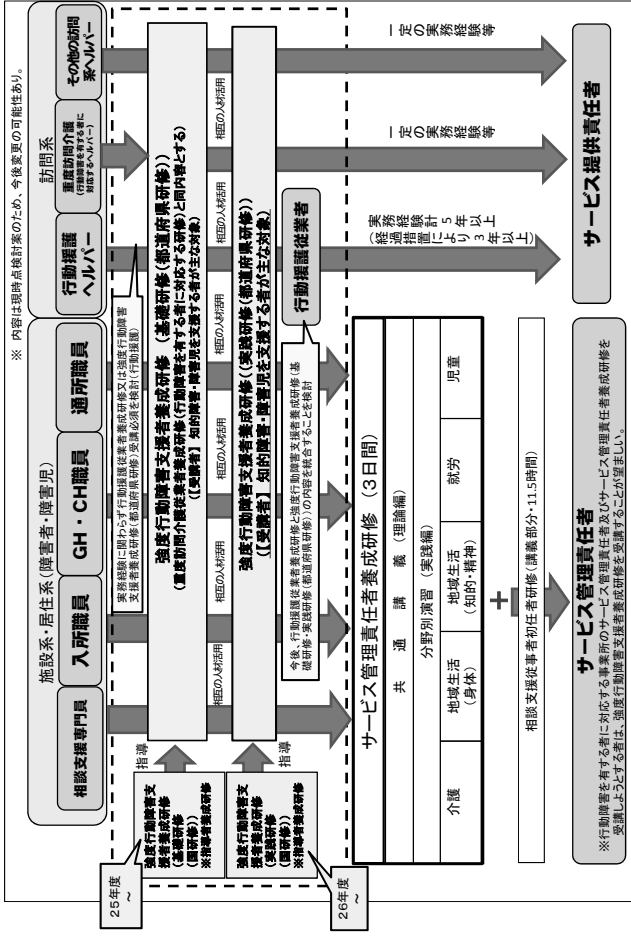 ※ 内容は現時点検討案のため、今後変更の可能性あり。
施設系・居住系(障害者・障害児)
訪問系
相談支援専門員
入所職員
GH・CH職員
通所職員
行動援護
ヘルパー
重度訪問介護
(行動障害を有する者に
対応するヘルパー)
その他の訪問
系ヘルパー
実務経験に関わらず行動援護従業者養成研修又は強度行動障害
支援者養成研修(都道府県研修)受講必須を検討(行動援護)
25年度
~
強度行動障害支
援者養成研修
(基礎研修)
(国研修))
※指導者養成研修
指導
強度行動障害支援者養成研修 (基礎研修(都道府県研修))
(重度訪問介護従業者養成研修(行動障害を有する者に対応する研修)と同内容とする)
([受講者] 知的障害・障害児を支援する者が主な対象)
相互の人材活用
相互の人材活用
相互の人材活用
相互の人材活用
相互の人材活用
相互の人材活用
26年度
~
強度行動障害支
援者養成研修
(実践研修)
(国研修))
※指導者養成研修
指導
強度行動障害支援者養成研修((実践研修(都道府県研修))
([受講者] 知的障害・障害児を支援する者が主な対象)
今後、行動援護従業者養成研修と強度行動障害支援者養成研修(基
礎研修・実践研修(都道府県研修))の内容を統合することを検討
行動援護従業者
サービス管理責任者養成研修 (3日間)
共 通 講 義 (理論編)
分野別演習 (実践編)
介護
地域生活
(身体)
地域生活
(知的・精神)
就労
児童
実務経験計5年以上
(経過措置により3年以上)
一定の実務経験等
一定の実務経験等
+
相談支援従事者初任者研修(講義部分・11.5時間)
サービス管理責任者
※行動障害を有する者に対応する事業所のサービス管理責任者及びサービス管理責任者養成研修を
受講しようとする者は、強度行動障害支援者養成研修を受講することが望ましい。
サービス提供責任者